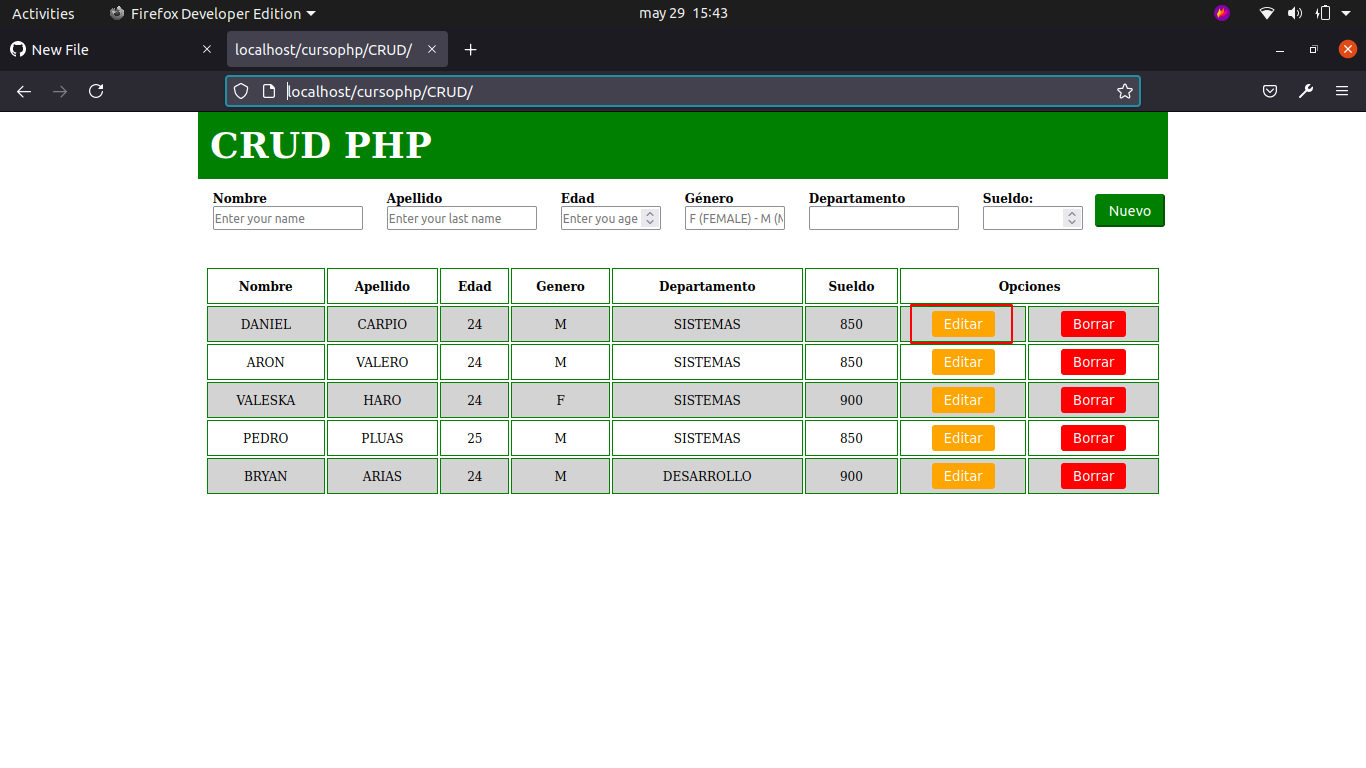 Activities Firefox Developer Edition may 29 15:43
New File localhost/cursophp/CRUD/
localhost/cursophp/CRUD/
CRUD PHP
Nombre Apellido Edad Género Departamento Sueldo:
Enter your name Enter your last name Enter you age F (FEMALE) - M (M Nuevo
Nombre Apellido Edad Genero Departamento Sueldo Opciones
DANIEL CARPIO 24 M SISTEMAS 850 Editar Borrar
ARON VALERO 24 M SISTEMAS 850 Editar Borrar
VALESKA HARO 24 F SISTEMAS 900 Editar Borrar
PEDRO PLUAS 25 M SISTEMAS 850 Editar Borrar
BRYAN ARIAS 24 M DESARROLLO 900 Editar Borrar